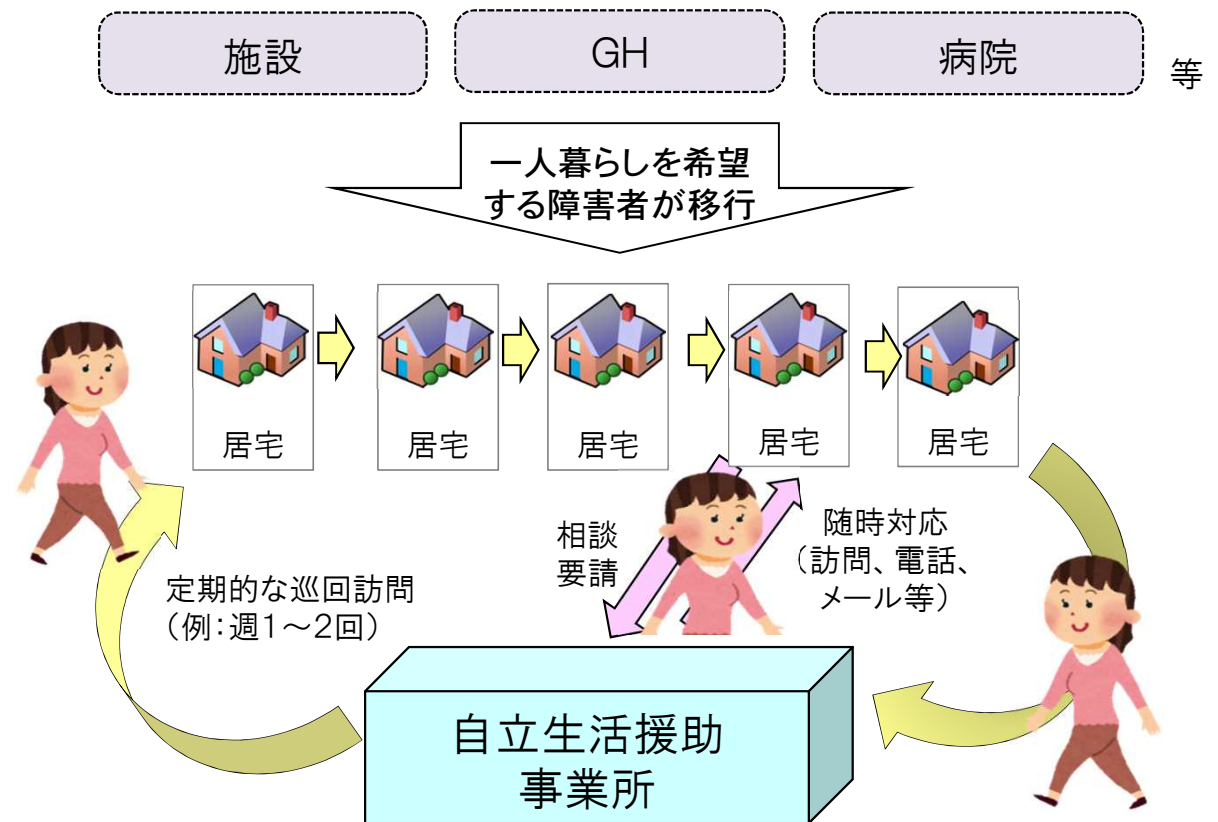 施設
GH
病院
等
一人暮らしを希望
する障害者が移行
居宅
居宅
居宅
居宅
居宅
相談
要請
随時対応
（訪問、電話、
メール等）
定期的な巡回訪問
（例：週1～2回）
自立生活援助
事業所